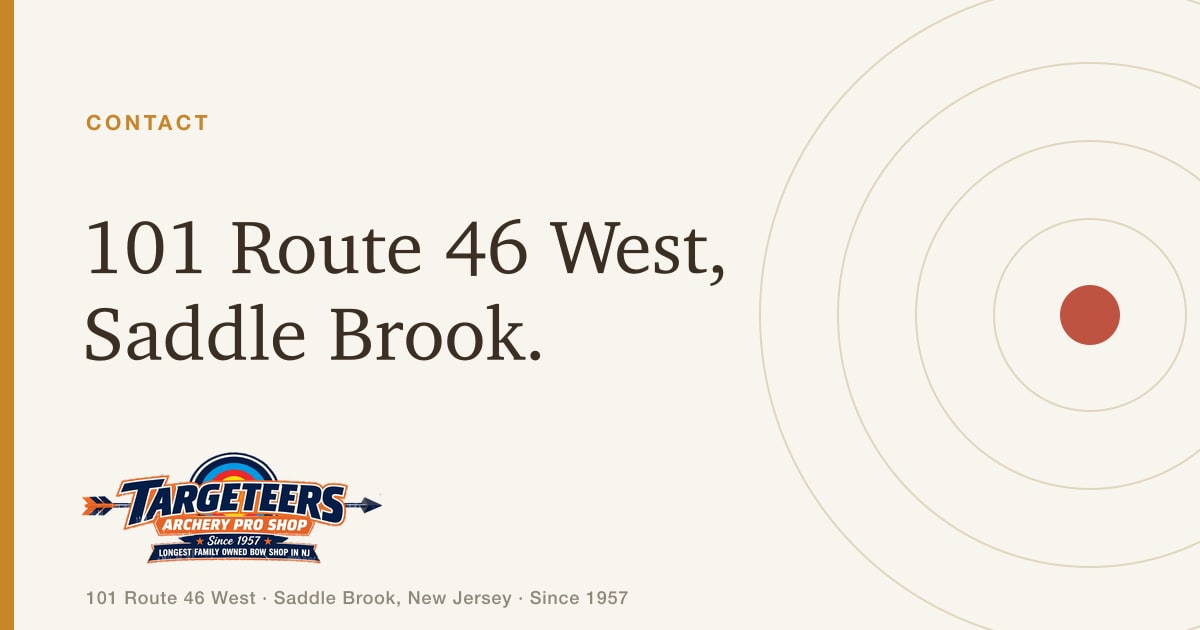 CONTACT
101 Route 46 West,
Saddle Brook.
TARGETEERS
ARCHERY PRO SHOP
★ Since 1957 ★
LONGEST FAMILY OWNED BOW SHOP IN NJ
101 Route 46 West · Saddle Brook, New Jersey · Since 1957